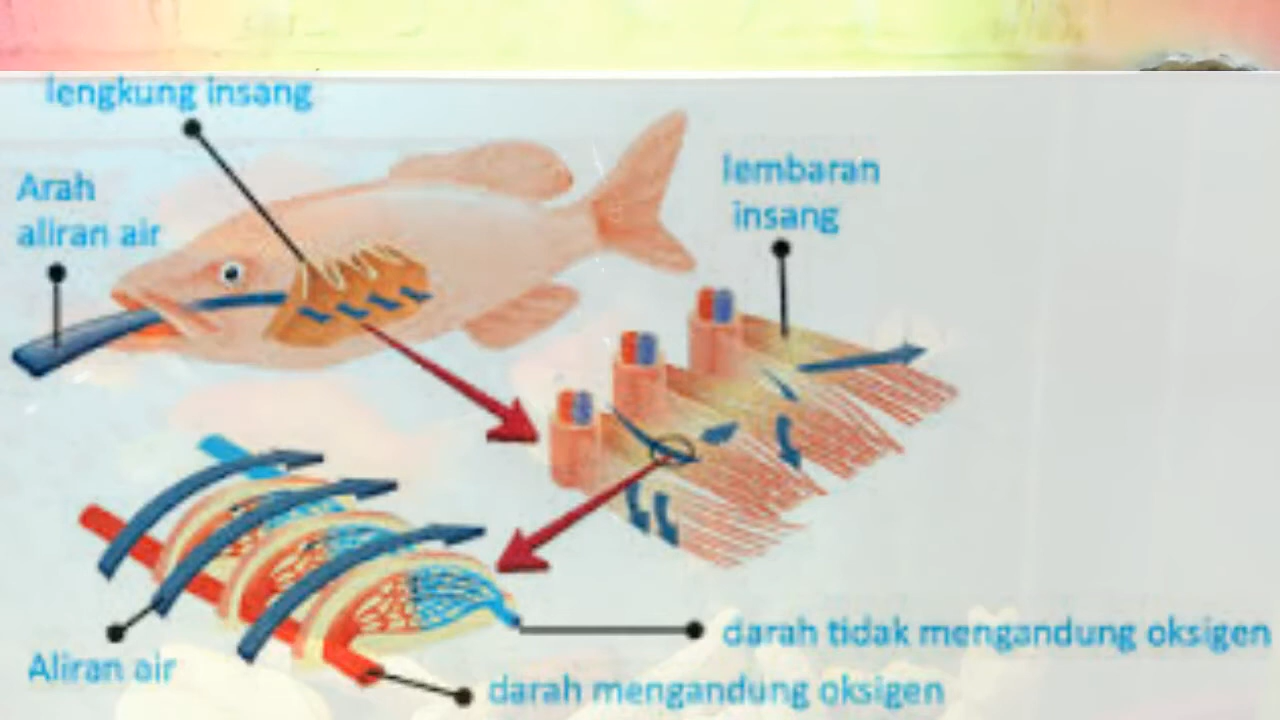 lengkung insang
Arah
aliran air
lembaran
insang
darah tidak mengandung oksigen
Aliran air
darah mengandung oksigen